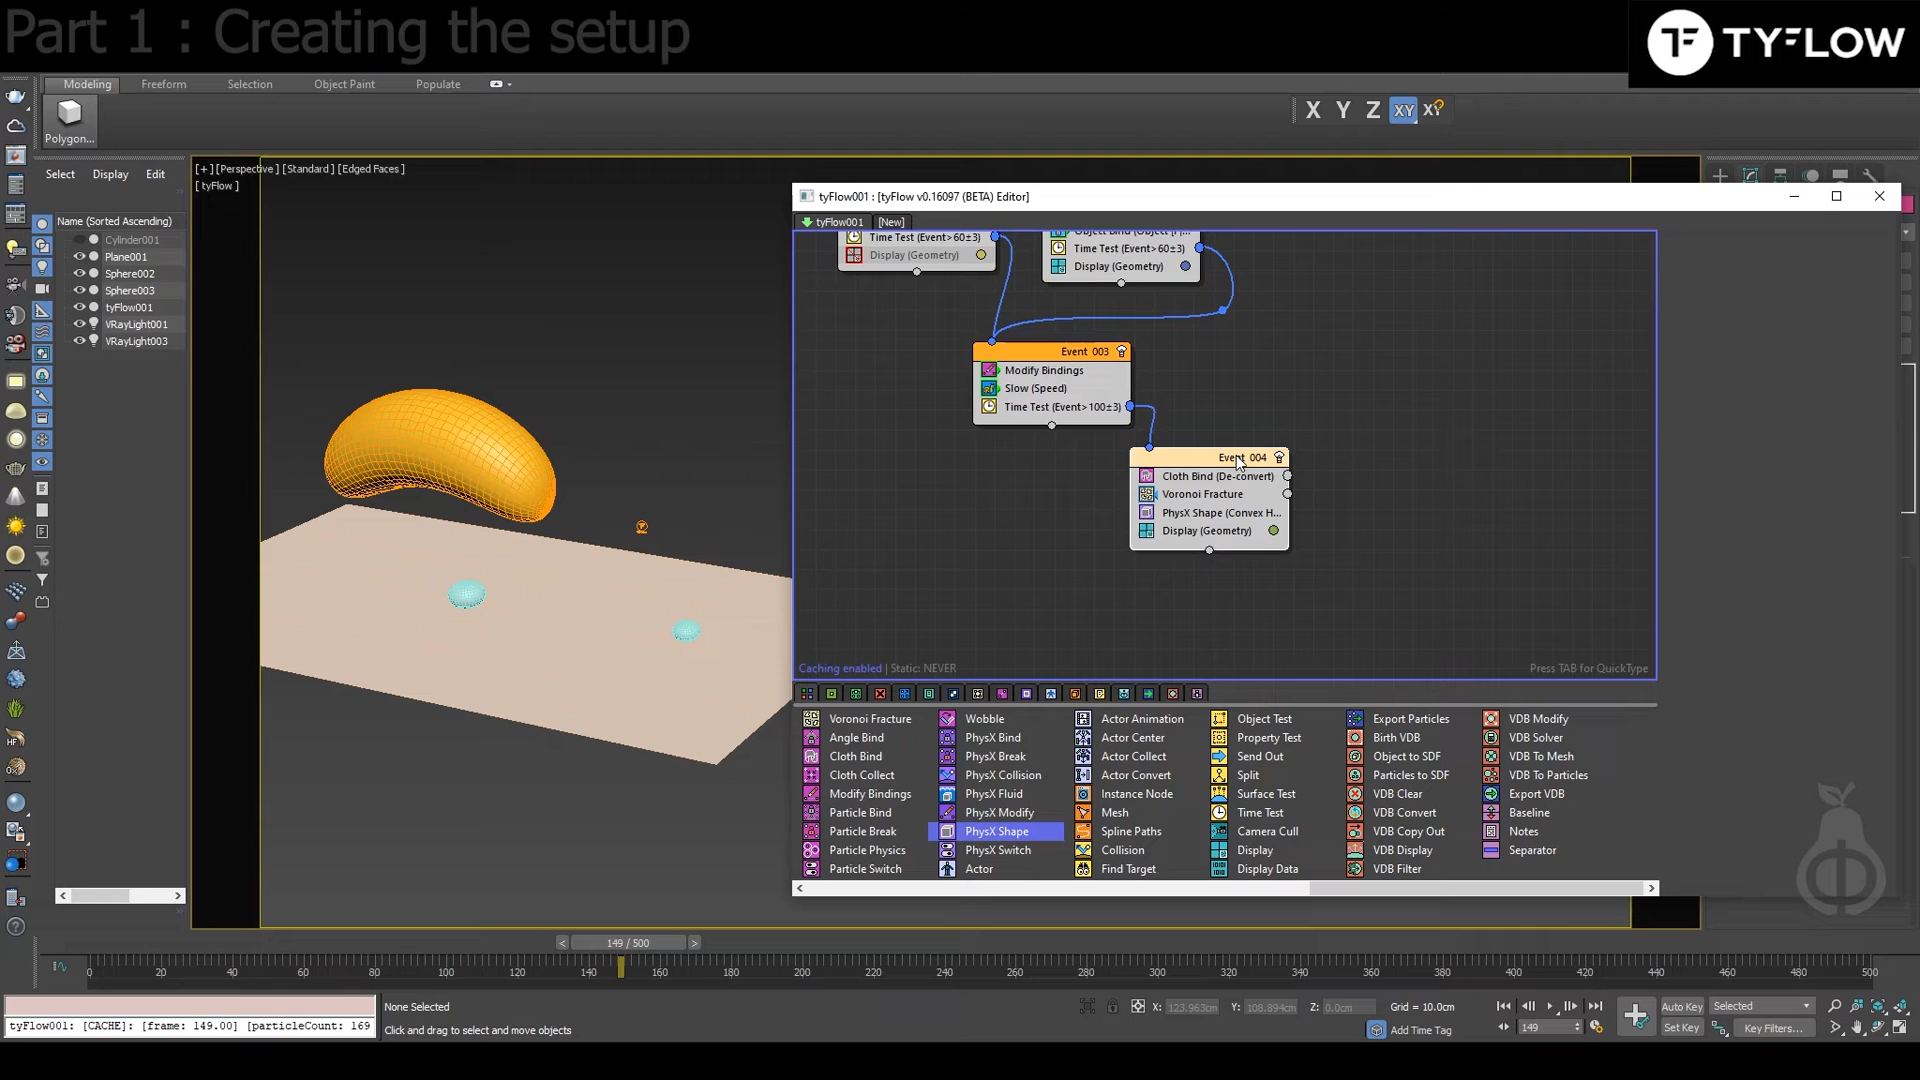 Part 1 : Creating the setup
TYFLOW
Modeling Freeform Selection Object Paint Populate
X Y Z XY XY
Polygon...
Select Display Edit
[+] [Perspective ] [Standard ] [Edged Faces ]
[ tyFlow ]
Name (Sorted Ascending)
Cylinder001
Plane001
Sphere002
Sphere003
tyFlow001
VRayLight001
VRayLight003
tyFlow001 : [tyFlow v0.16097 (BETA) Editor]
tyFlow001 [New]
Time Test (Event>60±3)
Display (Geometry)
Time Test (Event>60±3)
Display (Geometry)
Event 003
Modify Bindings
Slow (Speed)
Time Test (Event>100±3)
Event 004
Cloth Bind (De-convert)
Voronoi Fracture
PhysX Shape (Convex H...
Display (Geometry)
Caching enabled | Static: NEVER
Press TAB for QuickType
Voronoi Fracture Wobble Actor Animation Object Test Export Particles VDB Modify
Angle Bind PhysX Bind Actor Center Property Test Birth VDB VDB Solver
Cloth Bind PhysX Break Actor Collect Send Out Object to SDF VDB To Mesh
Cloth Collect PhysX Collision Actor Convert Split Particles to SDF VDB To Particles
Modify Bindings PhysX Fluid Instance Node Surface Test VDB Clear Export VDB
Particle Bind PhysX Modify Mesh Time Test VDB Convert Baseline
Particle Break PhysX Shape Spline Paths Camera Cull VDB Copy Out Notes
Particle Physics PhysX Switch Collision Display VDB Display Separator
Particle Switch Actor Find Target Display Data VDB Filter
HF
< 149 / 500 >
0 20 40 60 80 100 120 140 160 180 200 220 240 260 280 300 320 340 360 380 400 420 440 460 480 500
None Selected
X: 123.963cm Y: 108.894cm Z: 0.0cm Grid = 10.0cm
Auto Key Selected
tyFlow001: [CACHE]: [frame: 149.00] [particleCount: 169
Click and drag to select and move objects
Add Time Tag
149
Set Key Key Filters...